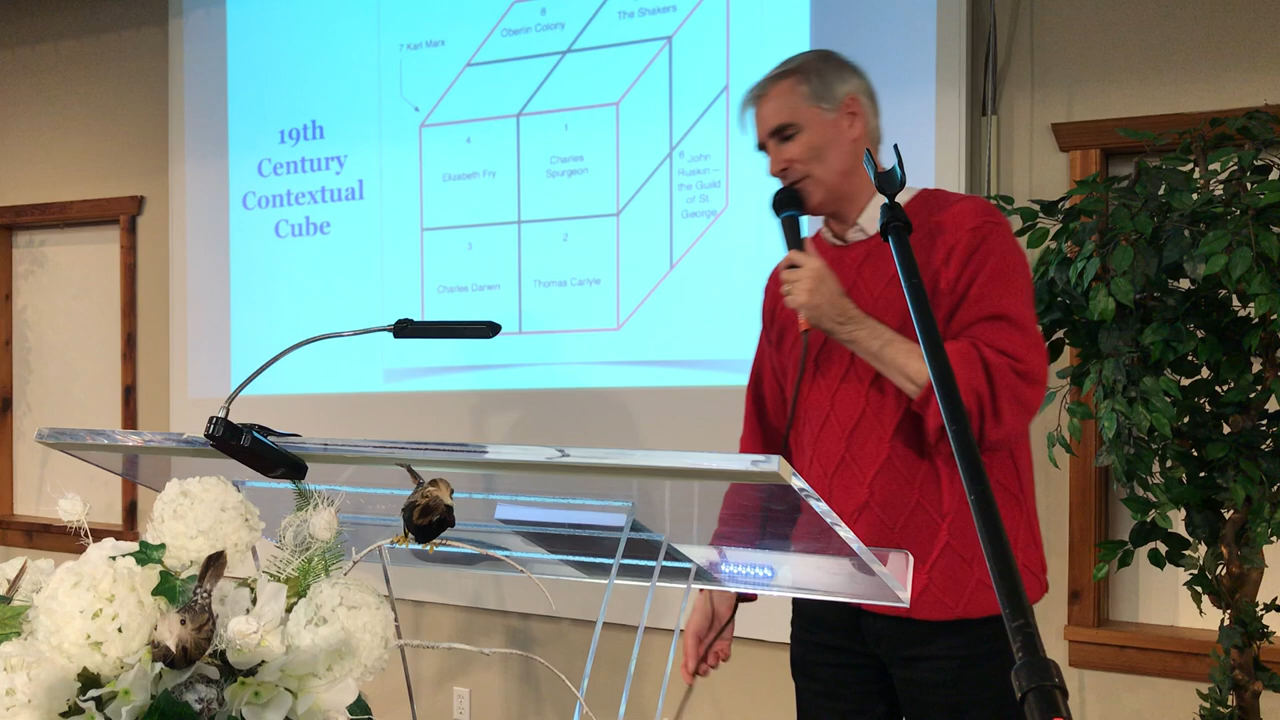 19th
Century
Contextual
Cube
7 Karl Marx
8
Oberlin Colony
The Shakers
4
Elizabeth Fry
1
Charles
Spurgeon
3
Charles Darwin
2
Thomas Carlyle
6 John
Ruskin –
the Guild
of St
George